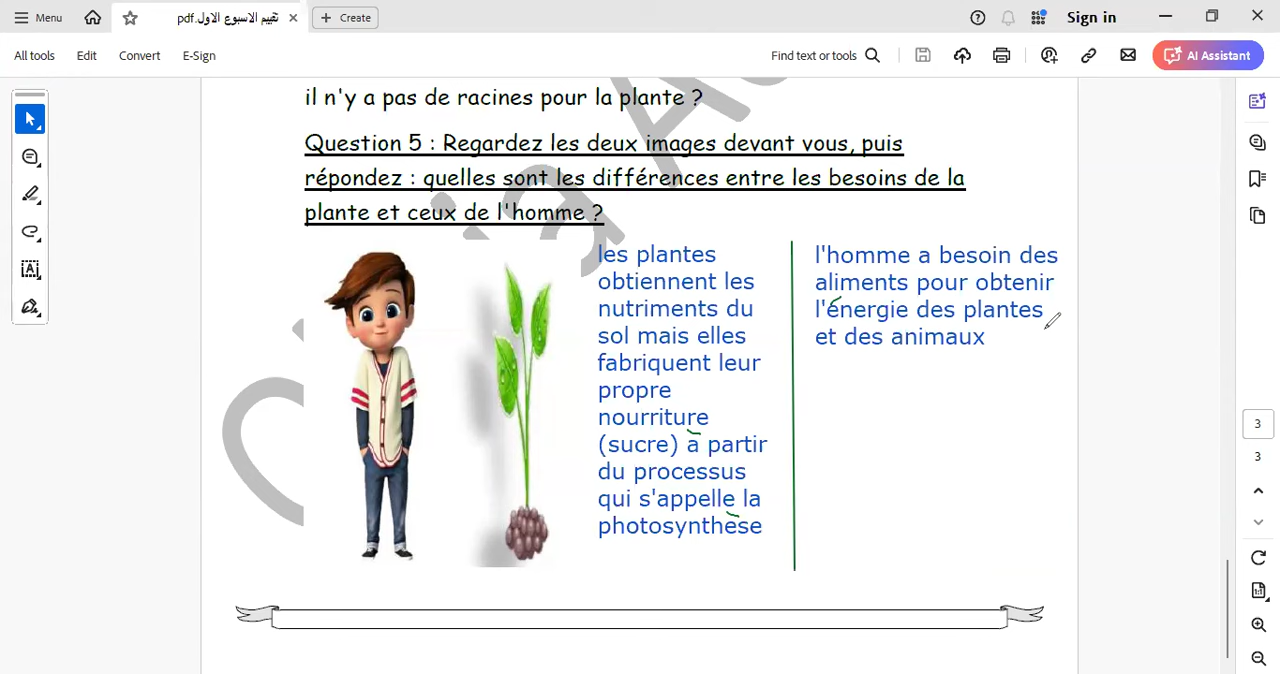 Menu
تقييم الاسبوع الاول.pdf
Create
Sign in
All tools
Edit
Convert
E-Sign
Find text or tools
AI Assistant
il n'y a pas de racines pour la plante ?
Question 5 : Regardez les deux images devant vous, puis
répondez : quelles sont les différences entre les besoins de la
plante et ceux de l'homme ?
les plantes
obtiennent les
nutriments du
sol mais elles
fabriquent leur
propre
nourriture
(sucre) à partir
du processus
qui s'appelle la
photosynthèse
l'homme a besoin des
aliments pour obtenir
l'énergie des plantes
et des animaux
3
3